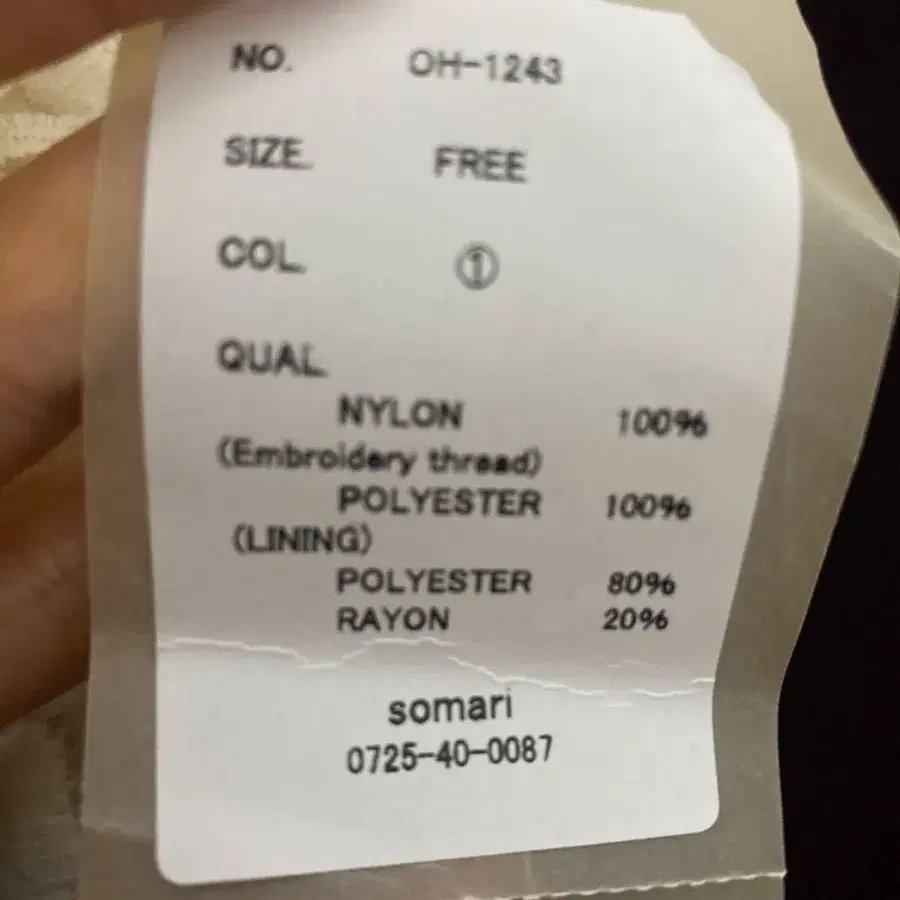 NO. OH-1243
SIZE. FREE
COL. ①
QUAL.
NYLON 100%
(Embroidery thread)
POLYESTER 100%
(LINING)
POLYESTER 80%
RAYON 20%
somari
0725-40-0087